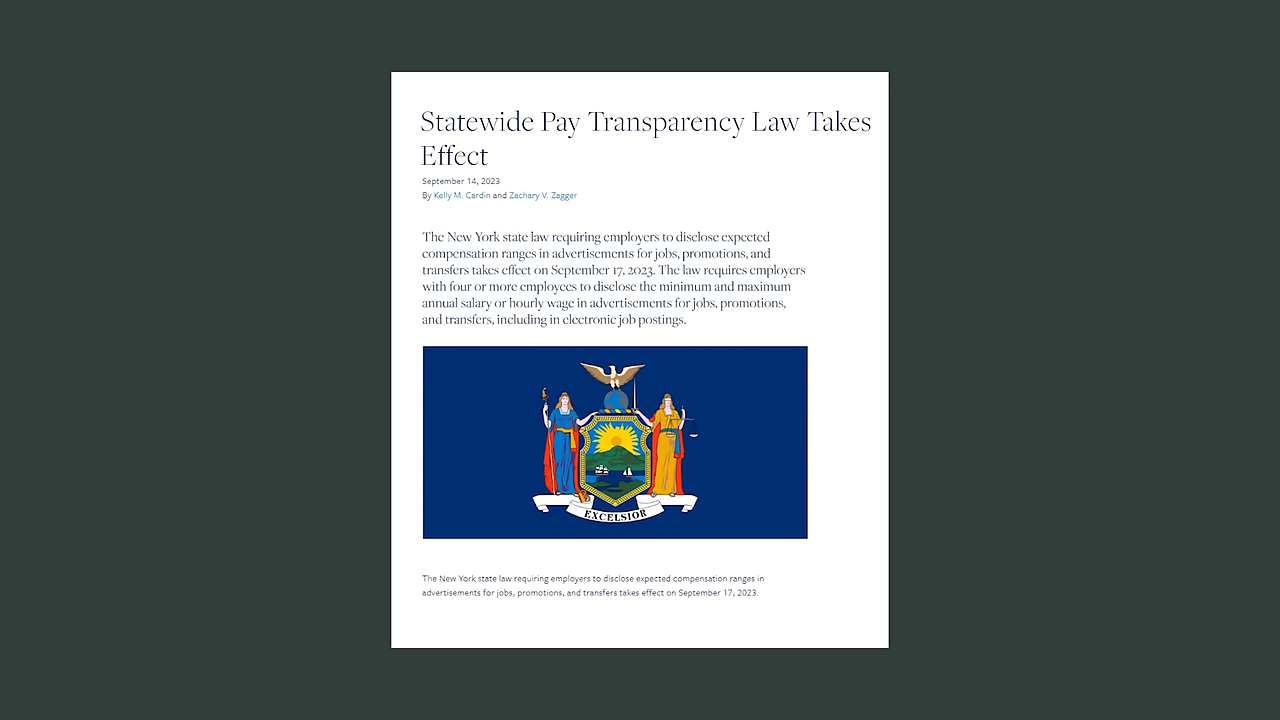 Statewide Pay Transparency Law Takes
Effect
September 14, 2023
By Kelly M. Cardin and Zachary V. Zagger
The New York state law requiring employers to disclose expected
compensation ranges in advertisements for jobs, promotions, and
transfers takes effect on September 17, 2023. The law requires employers
with four or more employees to disclose the minimum and maximum
annual salary or hourly wage in advertisements for jobs, promotions,
and transfers, including in electronic job postings.
EXCELSIOR
The New York state law requiring employers to disclose expected compensation ranges in
advertisements for jobs, promotions, and transfers takes effect on September 17, 2023.